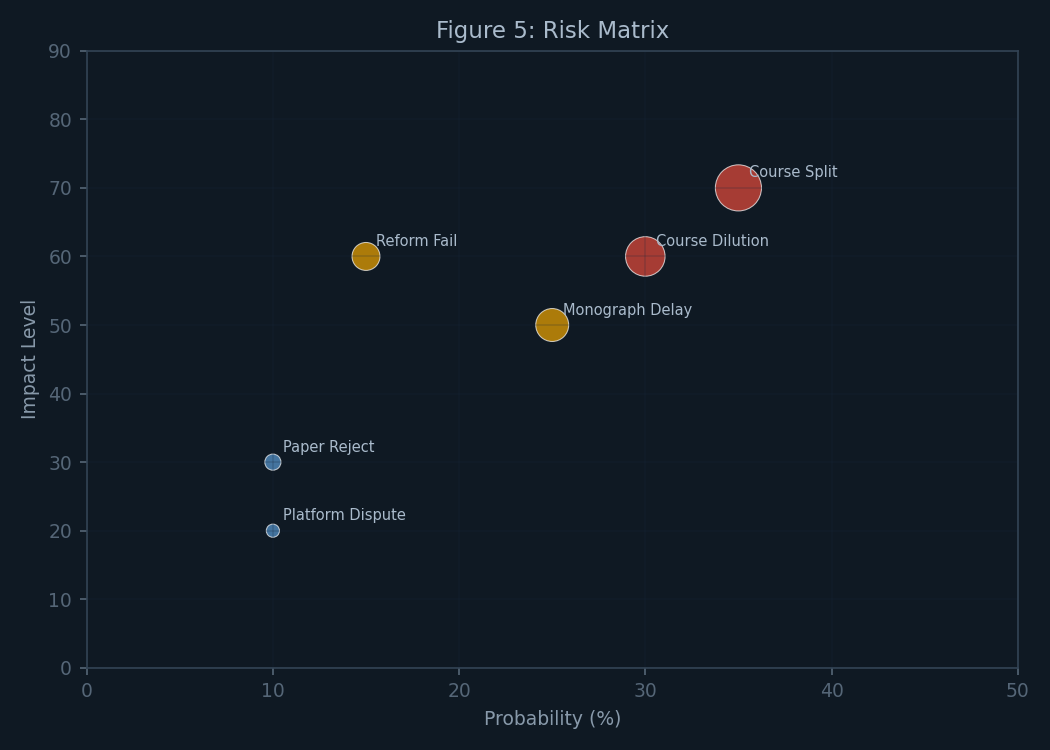 Figure 5: Risk Matrix
90
80
70
60
50
40
30
20
10
0
Impact Level
Course Split
Reform Fail
Course Dilution
Monograph Delay
Paper Reject
Platform Dispute
0
10
20
30
40
50
Probability (%)